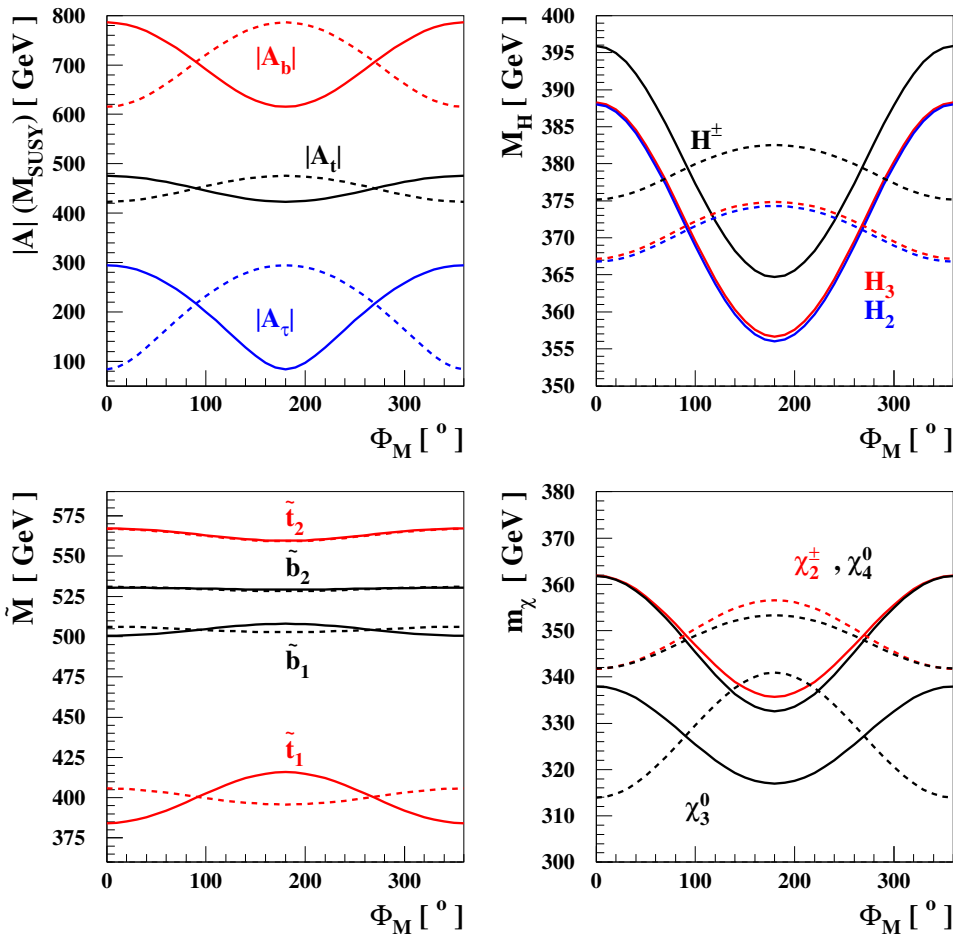 |A| (M_SUSY) [ GeV ]
800
700
600
500
400
300
200
100
|A_b|
|A_t|
|A_τ|
0 100 200 300
Φ_M [ ° ]
M_H [ GeV ]
400
395
390
385
380
375
370
365
360
355
350
H^±
H_3
H_2
0 100 200 300
Φ_M [ ° ]
M̃ [ GeV ]
575
550
525
500
475
450
425
400
375
t̃_2
b̃_2
b̃_1
t̃_1
0 100 200 300
Φ_M [ ° ]
m_χ [ GeV ]
380
370
360
350
340
330
320
310
300
χ_2^± , χ_4^0
χ_3^0
0 100 200 300
Φ_M [ ° ]